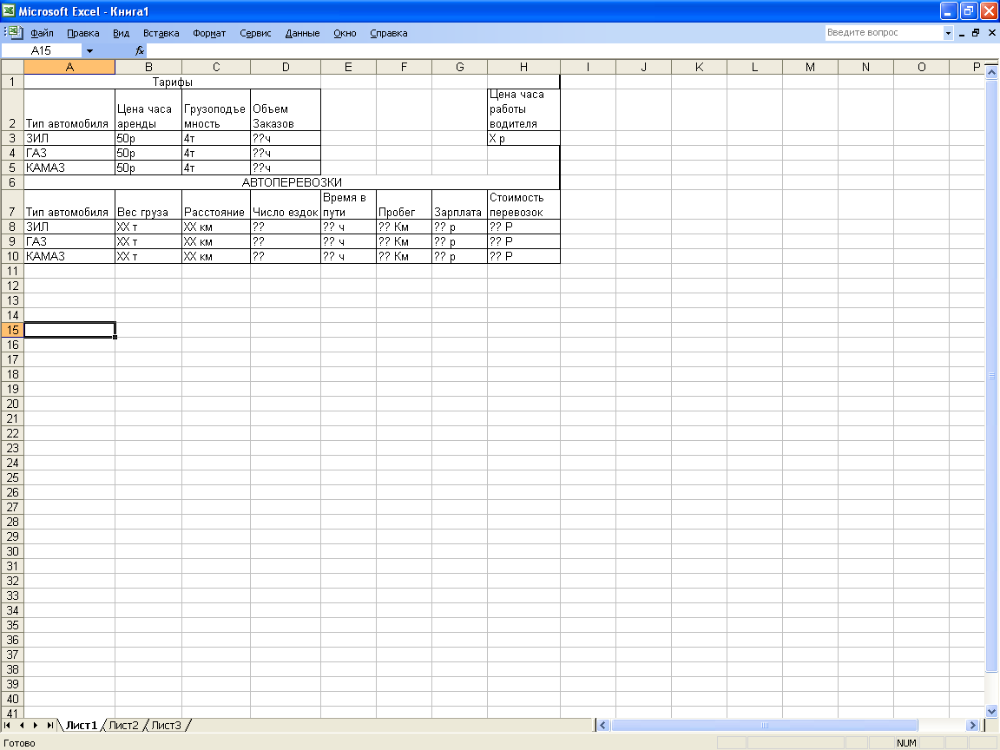 Microsoft Excel - Книга1
Файл Правка Вид Вставка Формат Сервис Данные Окно Справка Введите вопрос
A15 fx
A B C D E F G H I J K L M N O P
1 Тарифы
2 Тип автомобиля Цена часа аренды Грузоподъемность Объем Заказов Цена часа работы водителя
3 ЗИЛ 50р 4т ??ч X р
4 ГАЗ 50р 4т ??ч
5 КАМАЗ 50р 4т ??ч
6 АВТОПЕРЕВОЗКИ
7 Тип автомобиля Вес груза Расстояние Число ездок Время в пути Пробег Зарплата Стоимость перевозок
8 ЗИЛ XX т XX км ?? ?? ч ?? Км ?? р ?? Р
9 ГАЗ XX т XX км ?? ?? ч ?? Км ?? р ?? Р
10 КАМАЗ XX т XX км ?? ?? ч ?? Км ?? р ?? Р
11
12
13
14
15
16
17
18
19
20
21
22
23
24
25
26
27
28
29
30
31
32
33
34
35
36
37
38
39
40
41
Лист1 Лист2 Лист3
Готово NUM